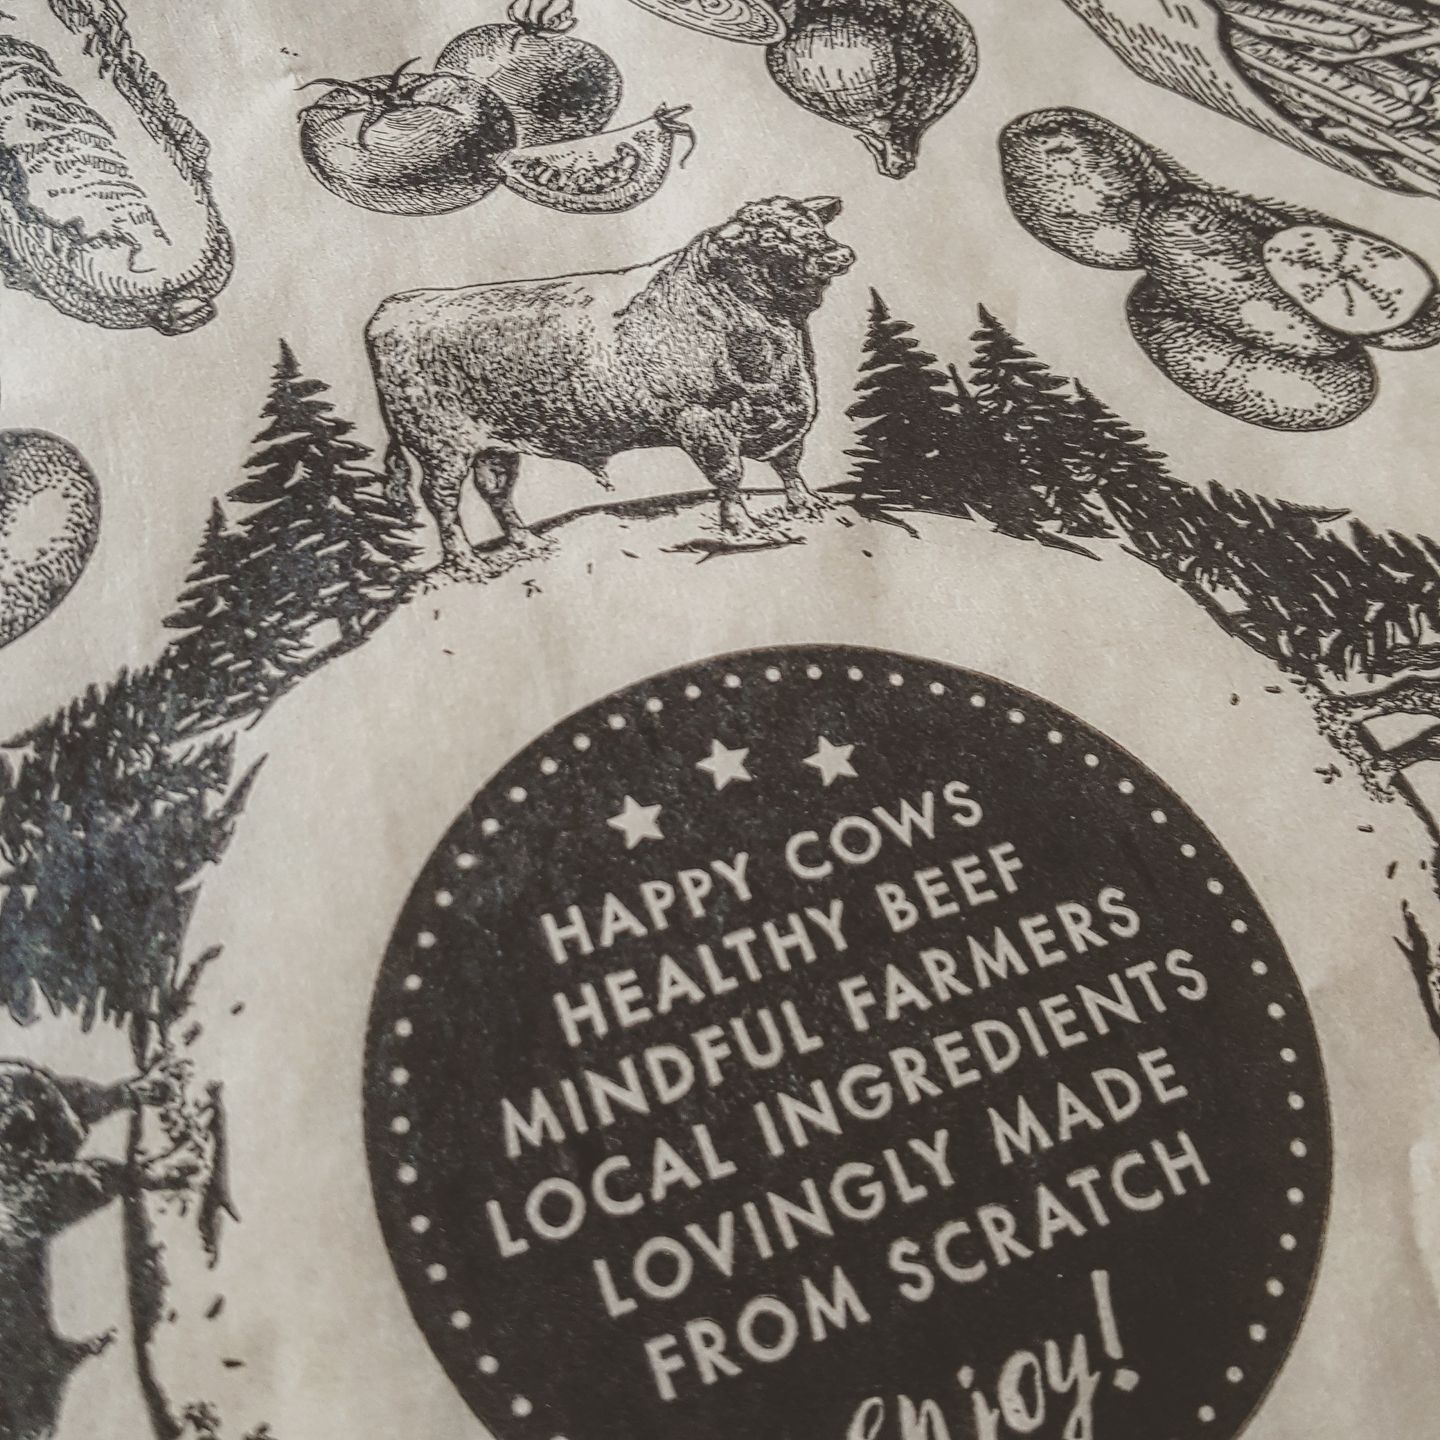 HAPPY COWS
HEALTHY BEEF
MINDFUL FARMERS
LOCAL INGREDIENTS
LOVINGLY MADE
FROM SCRATCH
enjoy!